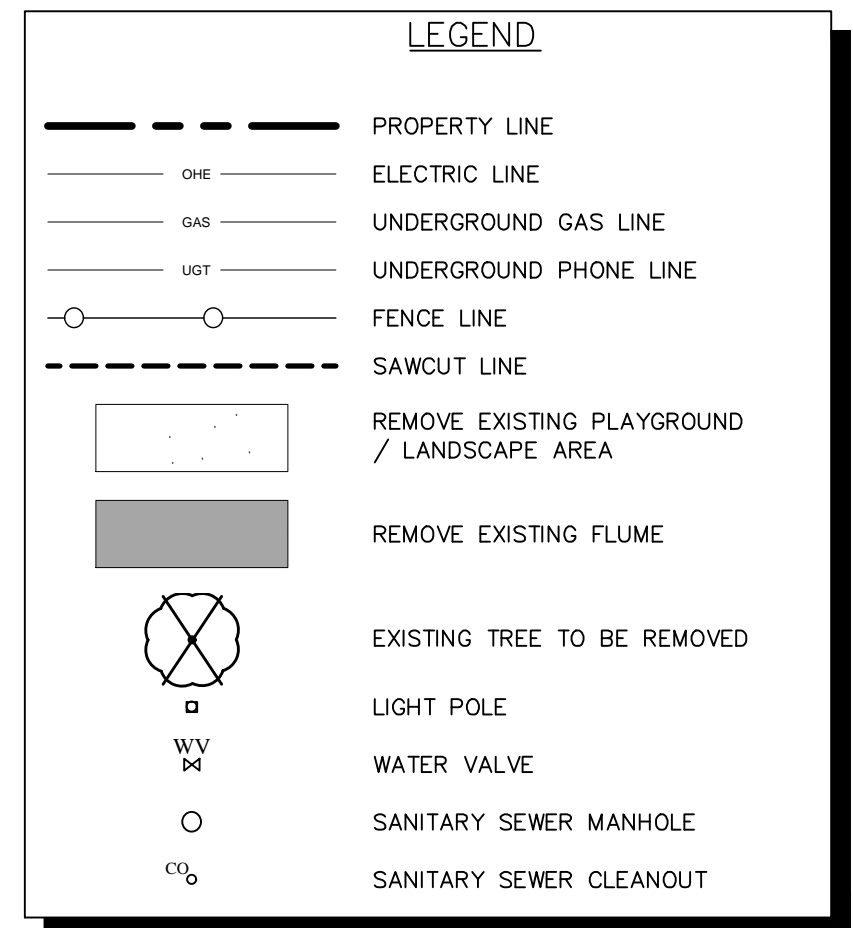 LEGEND
PROPERTY LINE
OHE ELECTRIC LINE
GAS UNDERGROUND GAS LINE
UGT UNDERGROUND PHONE LINE
FENCE LINE
SAWCUT LINE
REMOVE EXISTING PLAYGROUND
/ LANDSCAPE AREA
REMOVE EXISTING FLUME
EXISTING TREE TO BE REMOVED
LIGHT POLE
WV
WATER VALVE
SANITARY SEWER MANHOLE
CO SANITARY SEWER CLEANOUT